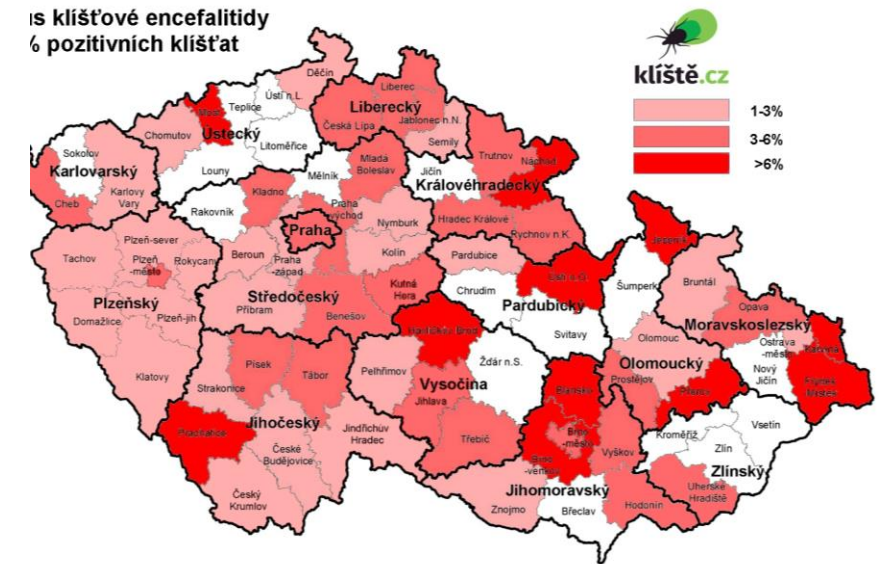 s klíšťové encefalitidy
% pozitivních klíšťat
klíště.cz
1-3%
3-6%
>6%
Děčín
Liberec
Teplice
Ústí n.L.
Most
Liberecký
Česká Lípa
Jablonec n.N.
Chomutov
Ústecký
Semily
Litoměřice
Sokolov
Trutnov
Náchod
Karlovarský
Louny
Mělník
Mladá
Boleslav
Jičín
Královéhradecký
Karlovy
Vary
Kladno
Cheb
Rakovník
Praha
východ
Nymburk
Hradec Králové
Praha
Rychnov n.K.
Jeseník
Plzeň-sever
Tachov
Plzeň
-město
Rokycany
Beroun
Praha
-západ
Kolín
Pardubice
Ústí n.O.
Šumperk
Bruntál
Plzeňský
Středočeský
Kutná
Hora
Chrudim
Pardubický
Opava
Domažlice
Plzeň-jih
Příbram
Benešov
Moravskoslezský
Havlíčkův Brod
Svitavy
Olomouc
Ostrava
-město
Karviná
Klatovy
Písek
Tábor
Pelhřimov
Žďár n.S.
Olomoucký
Nový
Jičín
Frýdek
Místek
Strakonice
Vysočina
Blansko
Prostějov
Přerov
Jihlava
Prachatice
Jihočeský
Jindřichův
Hradec
Třebíč
Brno
-město
Vyškov
Kroměříž
Vsetín
České
Budějovice
Brno
-venkov
Zlín
Zlínský
Český
Krumlov
Jihomoravský
Uherské
Hradiště
Znojmo
Břeclav
Hodonín